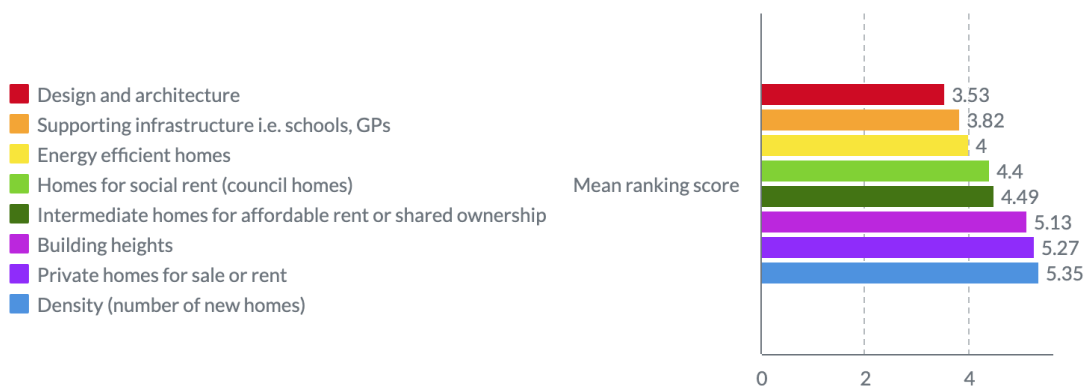 Design and architecture
Supporting infrastructure i.e. schools, GPs
Energy efficient homes
Homes for social rent (council homes)
Intermediate homes for affordable rent or shared ownership
Building heights
Private homes for sale or rent
Density (number of new homes)
Mean ranking score
3.53
3.82
4
4.4
4.49
5.13
5.27
5.35
0 2 4